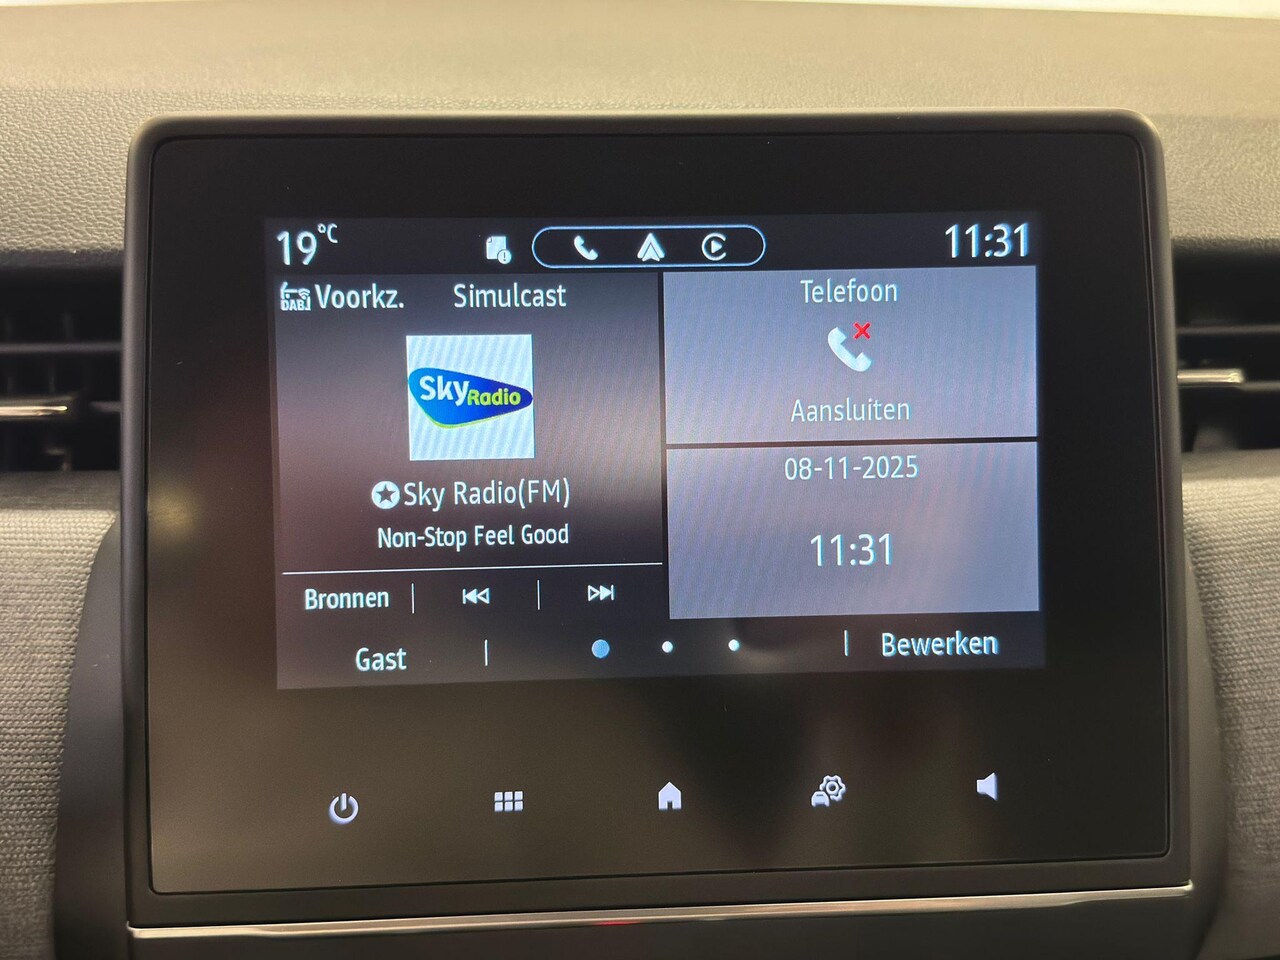 19°C
11:31
DAB Voorkz.
Simulcast
Sky Radio
Sky Radio(FM)
Non-Stop Feel Good
Bronnen
Gast
Telefoon
Aansluiten
08-11-2025
11:31
Bewerken